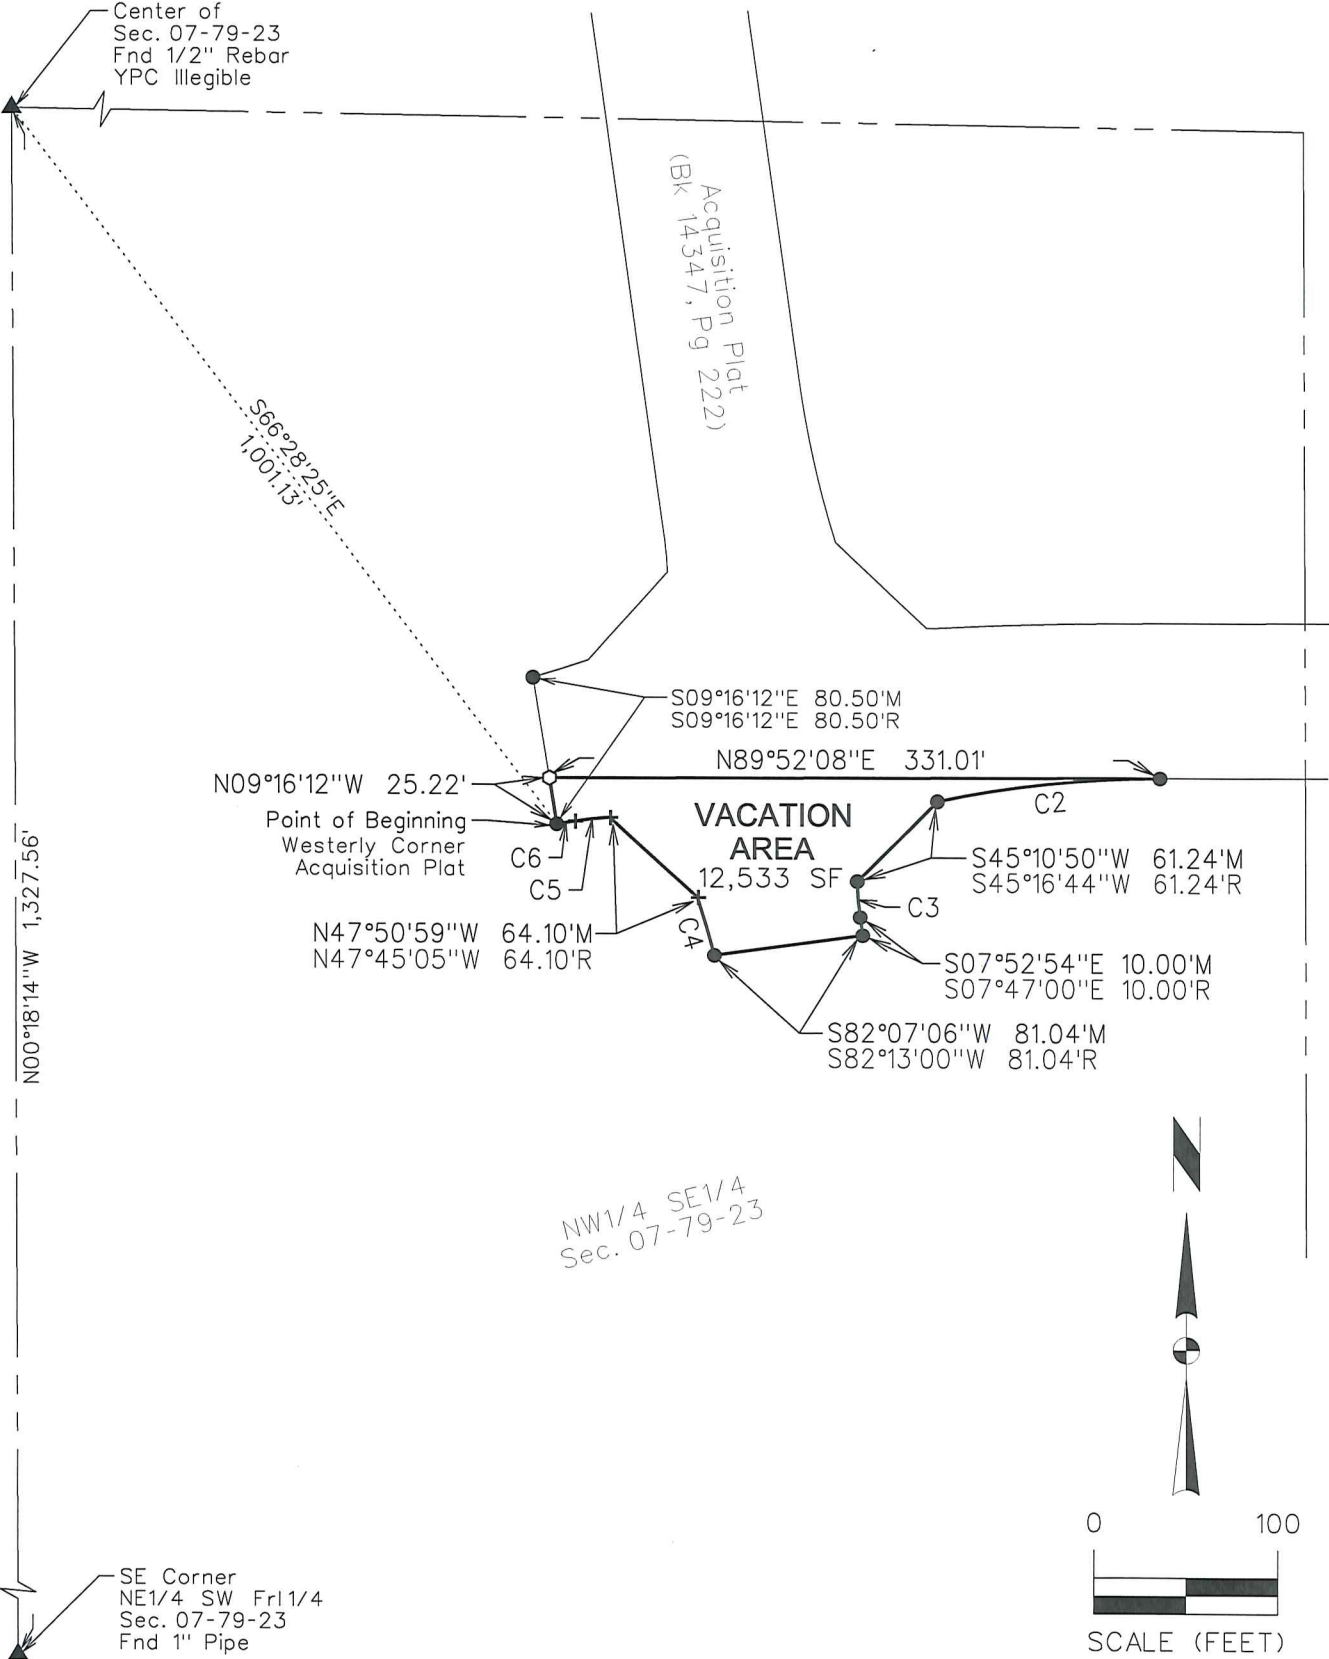 Center of
Sec. 07-79-23
Fnd 1/2" Rebar
YPC Illegible
Acquisition Plat
(Bk 14347, Pg 222)
S66°28'25"E
1,001.13'
S09°16'12"E 80.50'M
S09°16'12"E 80.50'R
N89°52'08"E 331.01'
N09°16'12"W 25.22'
Point of Beginning
Westerly Corner
Acquisition Plat
C6
C5
VACATION
AREA
12,533 SF
C2
S45°10'50"W 61.24'M
S45°16'44"W 61.24'R
C3
C4
N47°50'59"W 64.10'M
N47°45'05"W 64.10'R
S07°52'54"E 10.00'M
S07°47'00"E 10.00'R
S82°07'06"W 81.04'M
S82°13'00"W 81.04'R
N00°18'14"W 1,327.56'
NW1/4 SE1/4
Sec. 07-79-23
N
0 100
SCALE (FEET)
SE Corner
NE1/4 SW Frl1/4
Sec. 07-79-23
Fnd 1" Pipe